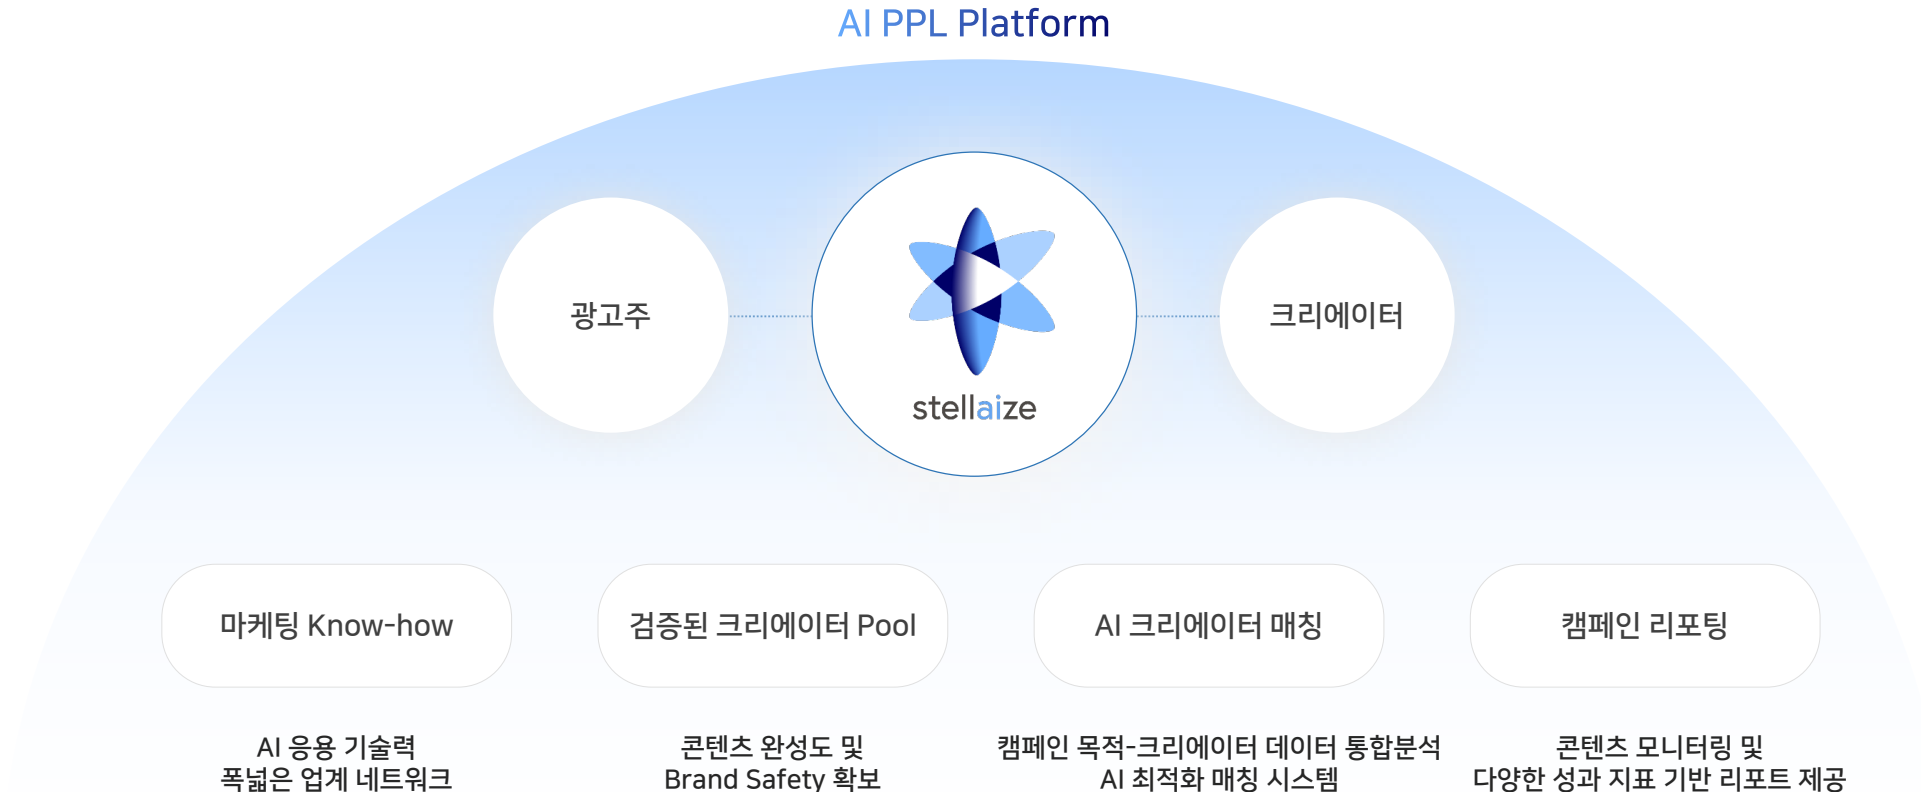 AI PPL Platform
광고주
stellaize
크리에이터
마케팅 Know-how
검증된 크리에이터 Pool
AI 크리에이터 매칭
캠페인 리포팅
AI 응용 기술력
폭넓은 업계 네트워크
콘텐츠 완성도 및
Brand Safety 확보
캠페인 목적-크리에이터 데이터 통합분석
AI 최적화 매칭 시스템
콘텐츠 모니터링 및
다양한 성과 지표 기반 리포트 제공